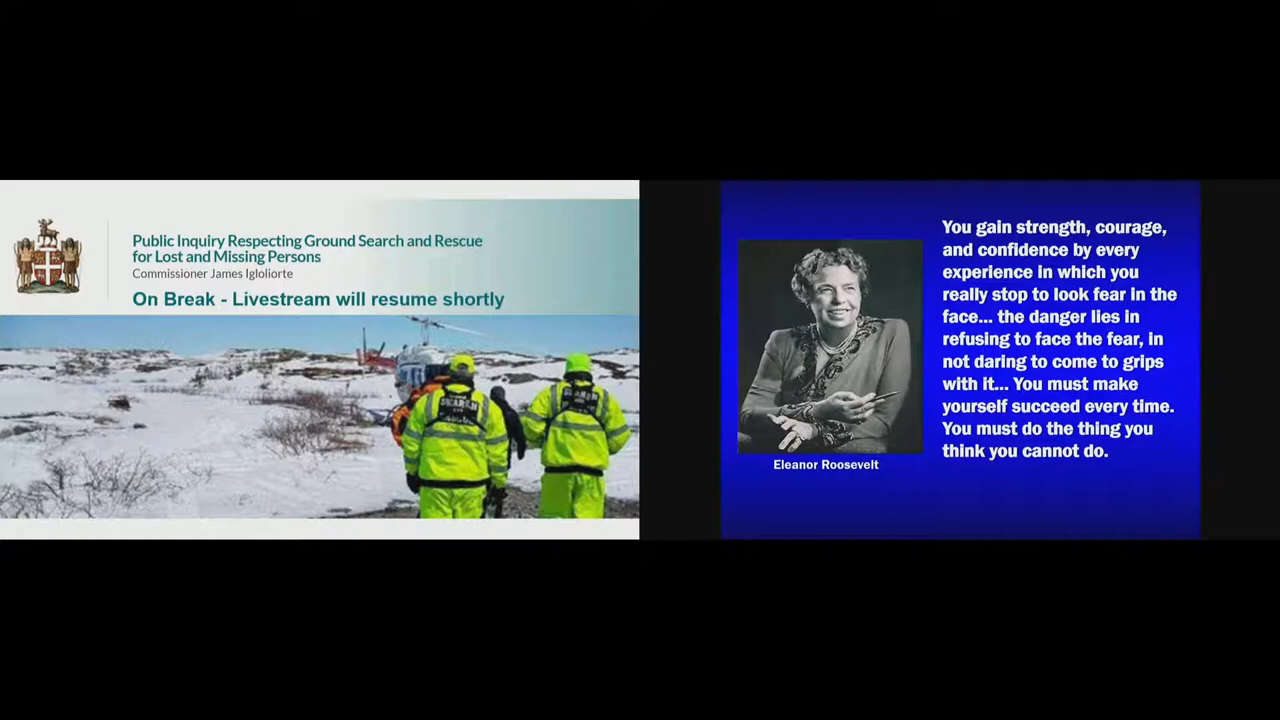 Public Inquiry Respecting Ground Search and Rescue
for Lost and Missing Persons
Commissioner James Igloliorte
On Break - Livestream will resume shortly
SEARCH
You gain strength, courage,
and confidence by every
experience in which you
really stop to look fear in the
face... the danger lies in
refusing to face the fear, in
not daring to come to grips
with it... You must make
yourself succeed every time.
You must do the thing you
think you cannot do.
Eleanor Roosevelt